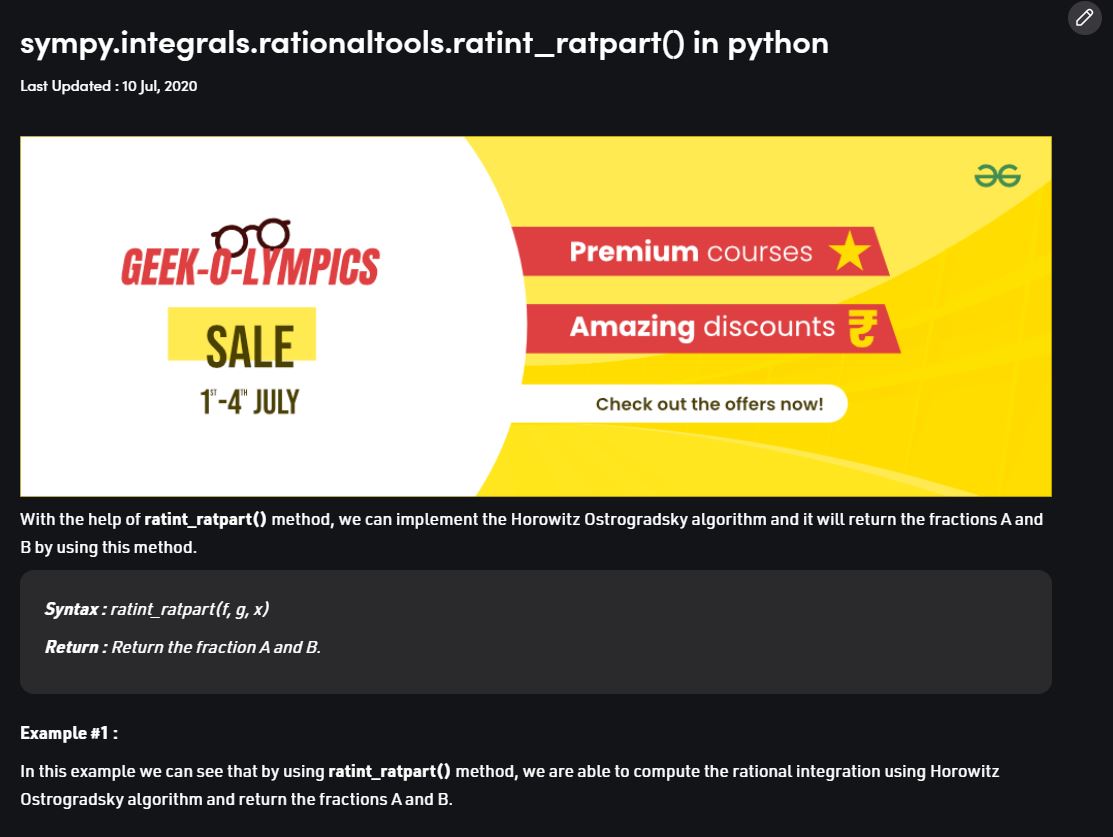 sympy.integrals.rationaltools.ratint_ratpart() in python
Last Updated : 10 Jul, 2020
GEEK-O-LYMPICS
SALE
1ST-4TH JULY
Premium courses
Amazing discounts ₹
Check out the offers now!
With the help of ratint_ratpart() method, we can implement the Horowitz Ostrogradsky algorithm and it will return the fractions A and
B by using this method.
Syntax : ratint_ratpart(f, g, x)
Return : Return the fraction A and B.
Example #1 :
In this example we can see that by using ratint_ratpart() method, we are able to compute the rational integration using Horowitz
Ostrogradsky algorithm and return the fractions A and B.